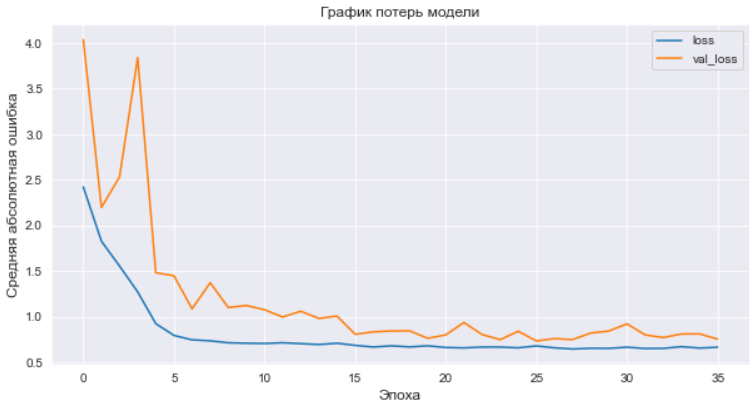 График потерь модели
loss
val_loss
Средняя абсолютная ошибка
4.0
3.5
3.0
2.5
2.0
1.5
1.0
0.5
0 5 10 15 20 25 30 35
Эпоха